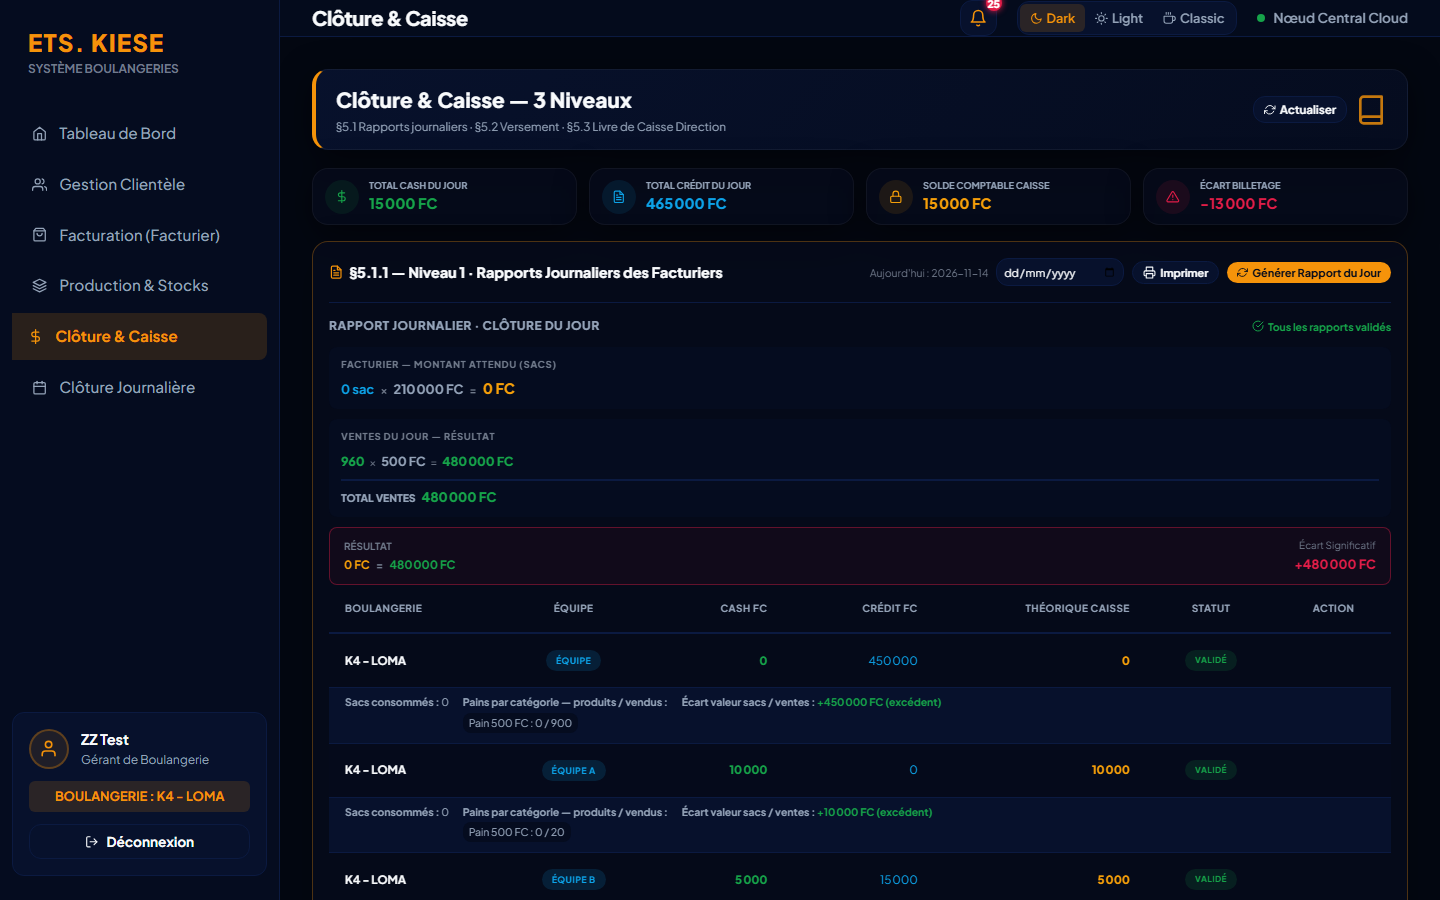 ETS. KIESE
SYSTÈME BOULANGERIES
Tableau de Bord
Gestion Clientèle
Facturation (Facturier)
Production & Stocks
Clôture & Caisse
Clôture Journalière
ZZ Test
Gérant de Boulangerie
BOULANGERIE : K4 - LOMA
Déconnexion
Clôture & Caisse
25
Dark Light Classic
Nœud Central Cloud
Clôture & Caisse — 3 Niveaux
§5.1 Rapports journaliers · §5.2 Versement · §5.3 Livre de Caisse Direction
Actualiser
TOTAL CASH DU JOUR
15 000 FC
TOTAL CRÉDIT DU JOUR
465 000 FC
SOLDE COMPTABLE CAISSE
15 000 FC
ÉCART BILLETAGE
-13 000 FC
§5.1.1 — Niveau 1 · Rapports Journaliers des Facturiers
Aujourd'hui : 2026-11-14
dd/mm/yyyy
Imprimer
Générer Rapport du Jour
RAPPORT JOURNALIER · CLÔTURE DU JOUR
Tous les rapports validés
FACTURIER — MONTANT ATTENDU (SACS)
0 sac × 210 000 FC = 0 FC
VENTES DU JOUR — RÉSULTAT
960 × 500 FC = 480 000 FC
TOTAL VENTES 480 000 FC
RÉSULTAT
0 FC = 480 000 FC
Écart Significatif
+480 000 FC
BOULANGERIE ÉQUIPE CASH FC CRÉDIT FC THÉORIQUE CAISSE STATUT ACTION
K4 - LOMA ÉQUIPE 0 450 000 0 VALIDÉ
Sacs consommés : 0 Pains par catégorie — produits / vendus : Écart valeur sacs / ventes : +450 000 FC (excédent)
Pain 500 FC : 0 / 900
K4 - LOMA ÉQUIPE A 10 000 0 10 000 VALIDÉ
Sacs consommés : 0 Pains par catégorie — produits / vendus : Écart valeur sacs / ventes : +10 000 FC (excédent)
Pain 500 FC : 0 / 20
K4 - LOMA ÉQUIPE B 5 000 15 000 5 000 VALIDÉ